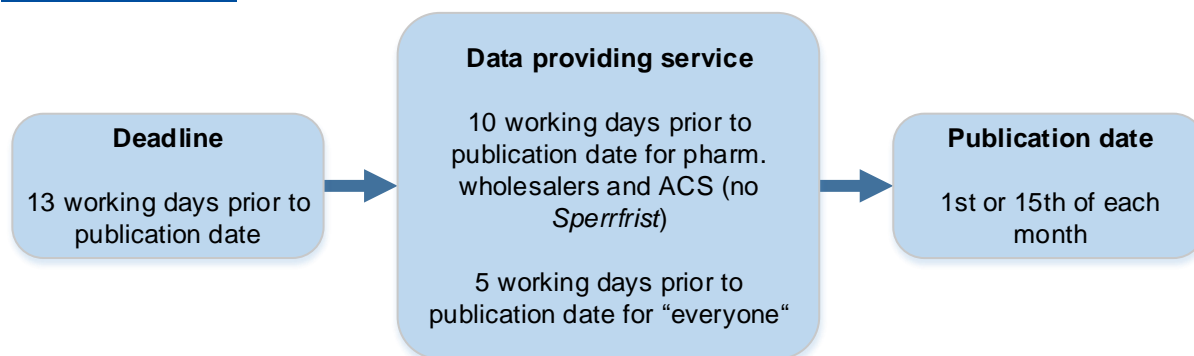 Deadline
13 working days prior to
publication date
Data providing service
10 working days prior to
publication date for pharm.
wholesalers and ACS (no
Sperrfrist)
5 working days prior to
publication date for “everyone“
Publication date
1st or 15th of each
month